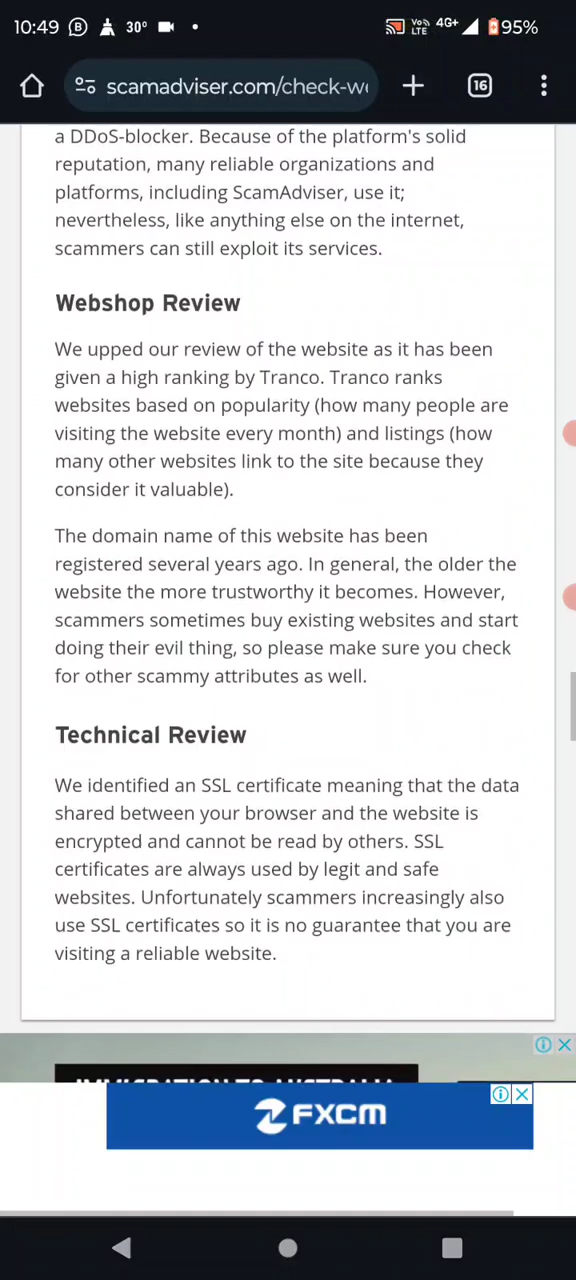 10:49 30° Vo) LTE 4G+ 95%
scamadviser.com/check-w
16
a DDoS-blocker. Because of the platform's solid
reputation, many reliable organizations and
platforms, including ScamAdviser, use it;
nevertheless, like anything else on the internet,
scammers can still exploit its services.
Webshop Review
We upped our review of the website as it has been
given a high ranking by Tranco. Tranco ranks
websites based on popularity (how many people are
visiting the website every month) and listings (how
many other websites link to the site because they
consider it valuable).
The domain name of this website has been
registered several years ago. In general, the older the
website the more trustworthy it becomes. However,
scammers sometimes buy existing websites and start
doing their evil thing, so please make sure you check
for other scammy attributes as well.
Technical Review
We identified an SSL certificate meaning that the data
shared between your browser and the website is
encrypted and cannot be read by others. SSL
certificates are always used by legit and safe
websites. Unfortunately scammers increasingly also
use SSL certificates so it is no guarantee that you are
visiting a reliable website.
IMMIGRATION TO AUSTRALIA
FXCM